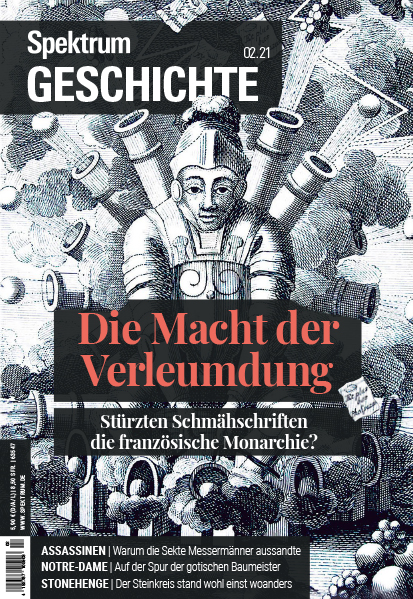 Spektrum
02.21
GESCHICHTE
Die Macht der
Verleumdung
Stürzten Schmähschriften
die französische Monarchie?
ASSASSINEN | Warum die Sekte Messermänner aussandte
NOTRE-DAME | Auf der Spur der gotischen Baumeister
STONEHENGE | Der Steinkreis stand wohl einst woanders
WWW.SPEKTRUM.DE